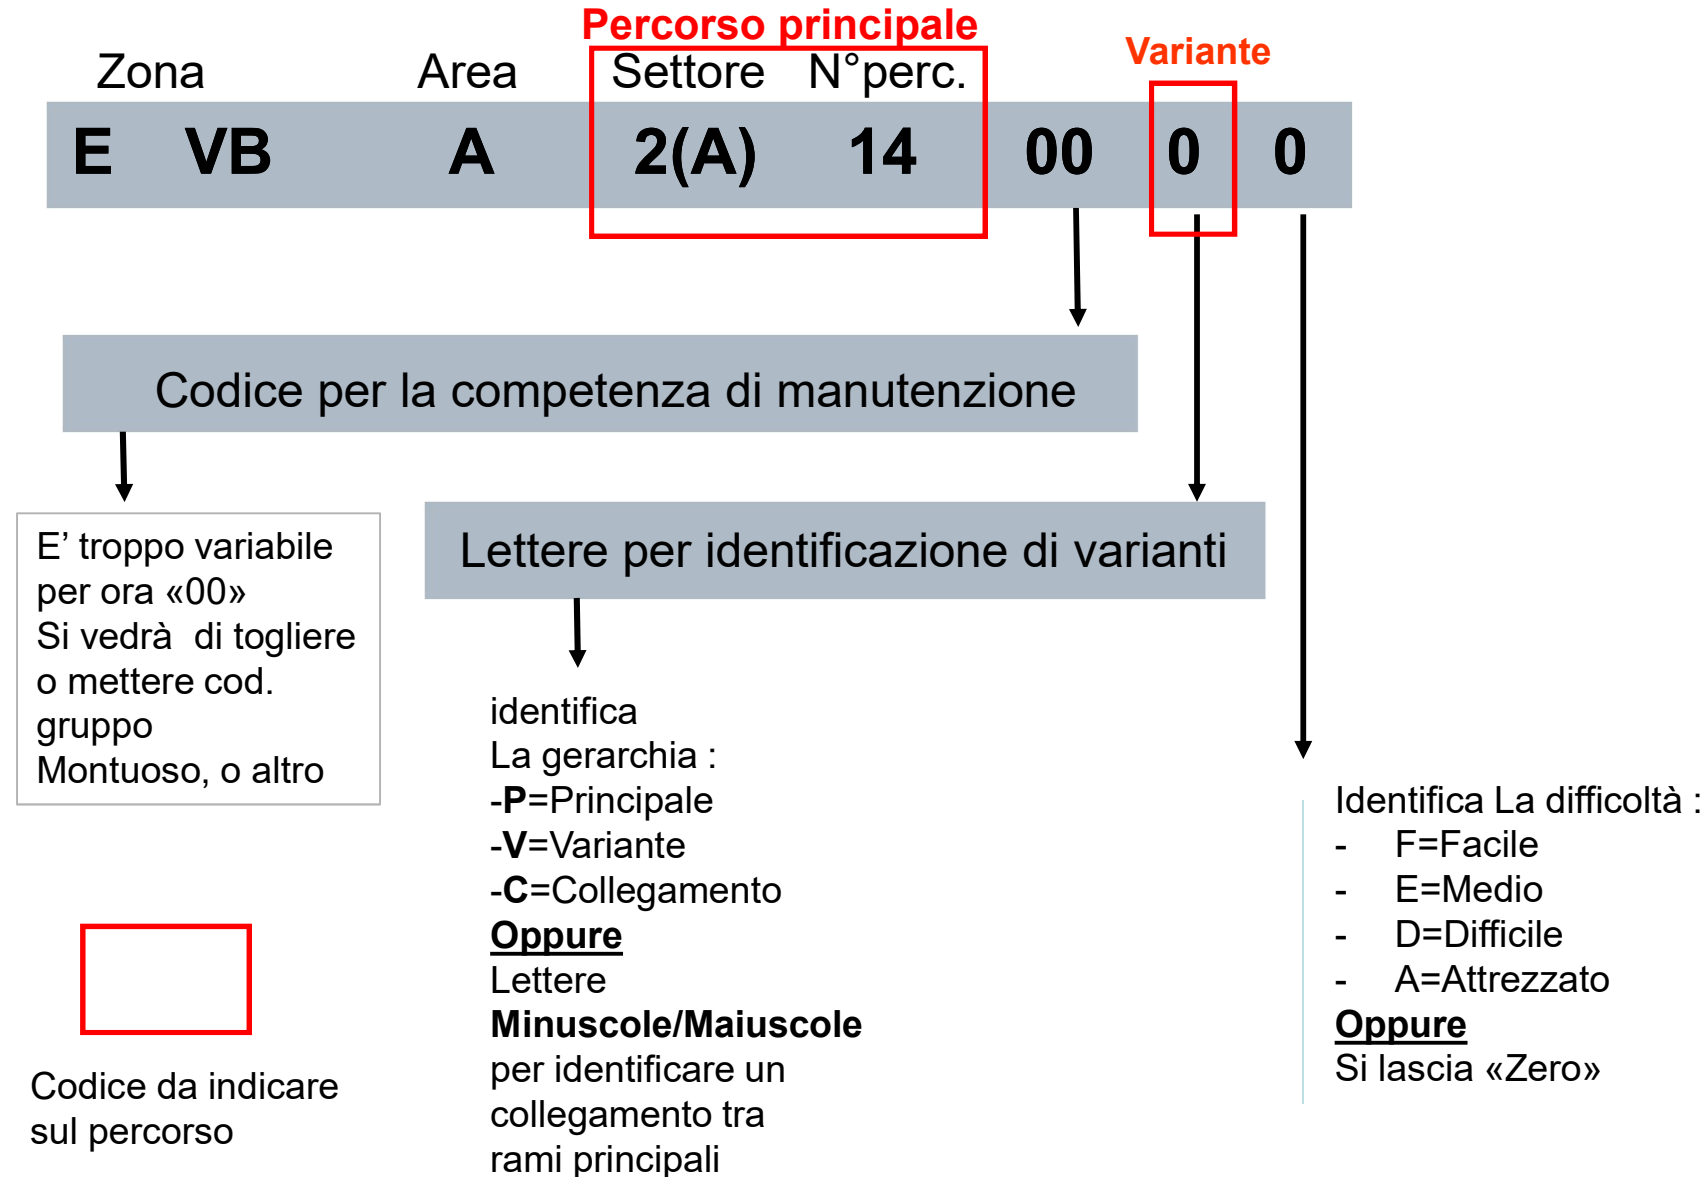 Percorso principale
Variante
Zona Area Settore N°perc.
E VB A 2(A) 14 00 0 0
Codice per la competenza di manutenzione
E’ troppo variabile
per ora «00»
Si vedrà di togliere
o mettere cod.
gruppo
Montuoso, o altro
Lettere per identificazione di varianti
identifica
La gerarchia :
-P=Principale
-V=Variante
-C=Collegamento
Oppure
Lettere
Minuscole/Maiuscole
per identificare un
collegamento tra
rami principali
Identifica La difficoltà :
- F=Facile
- E=Medio
- D=Difficile
- A=Attrezzato
Oppure
Si lascia «Zero»
Codice da indicare
sul percorso